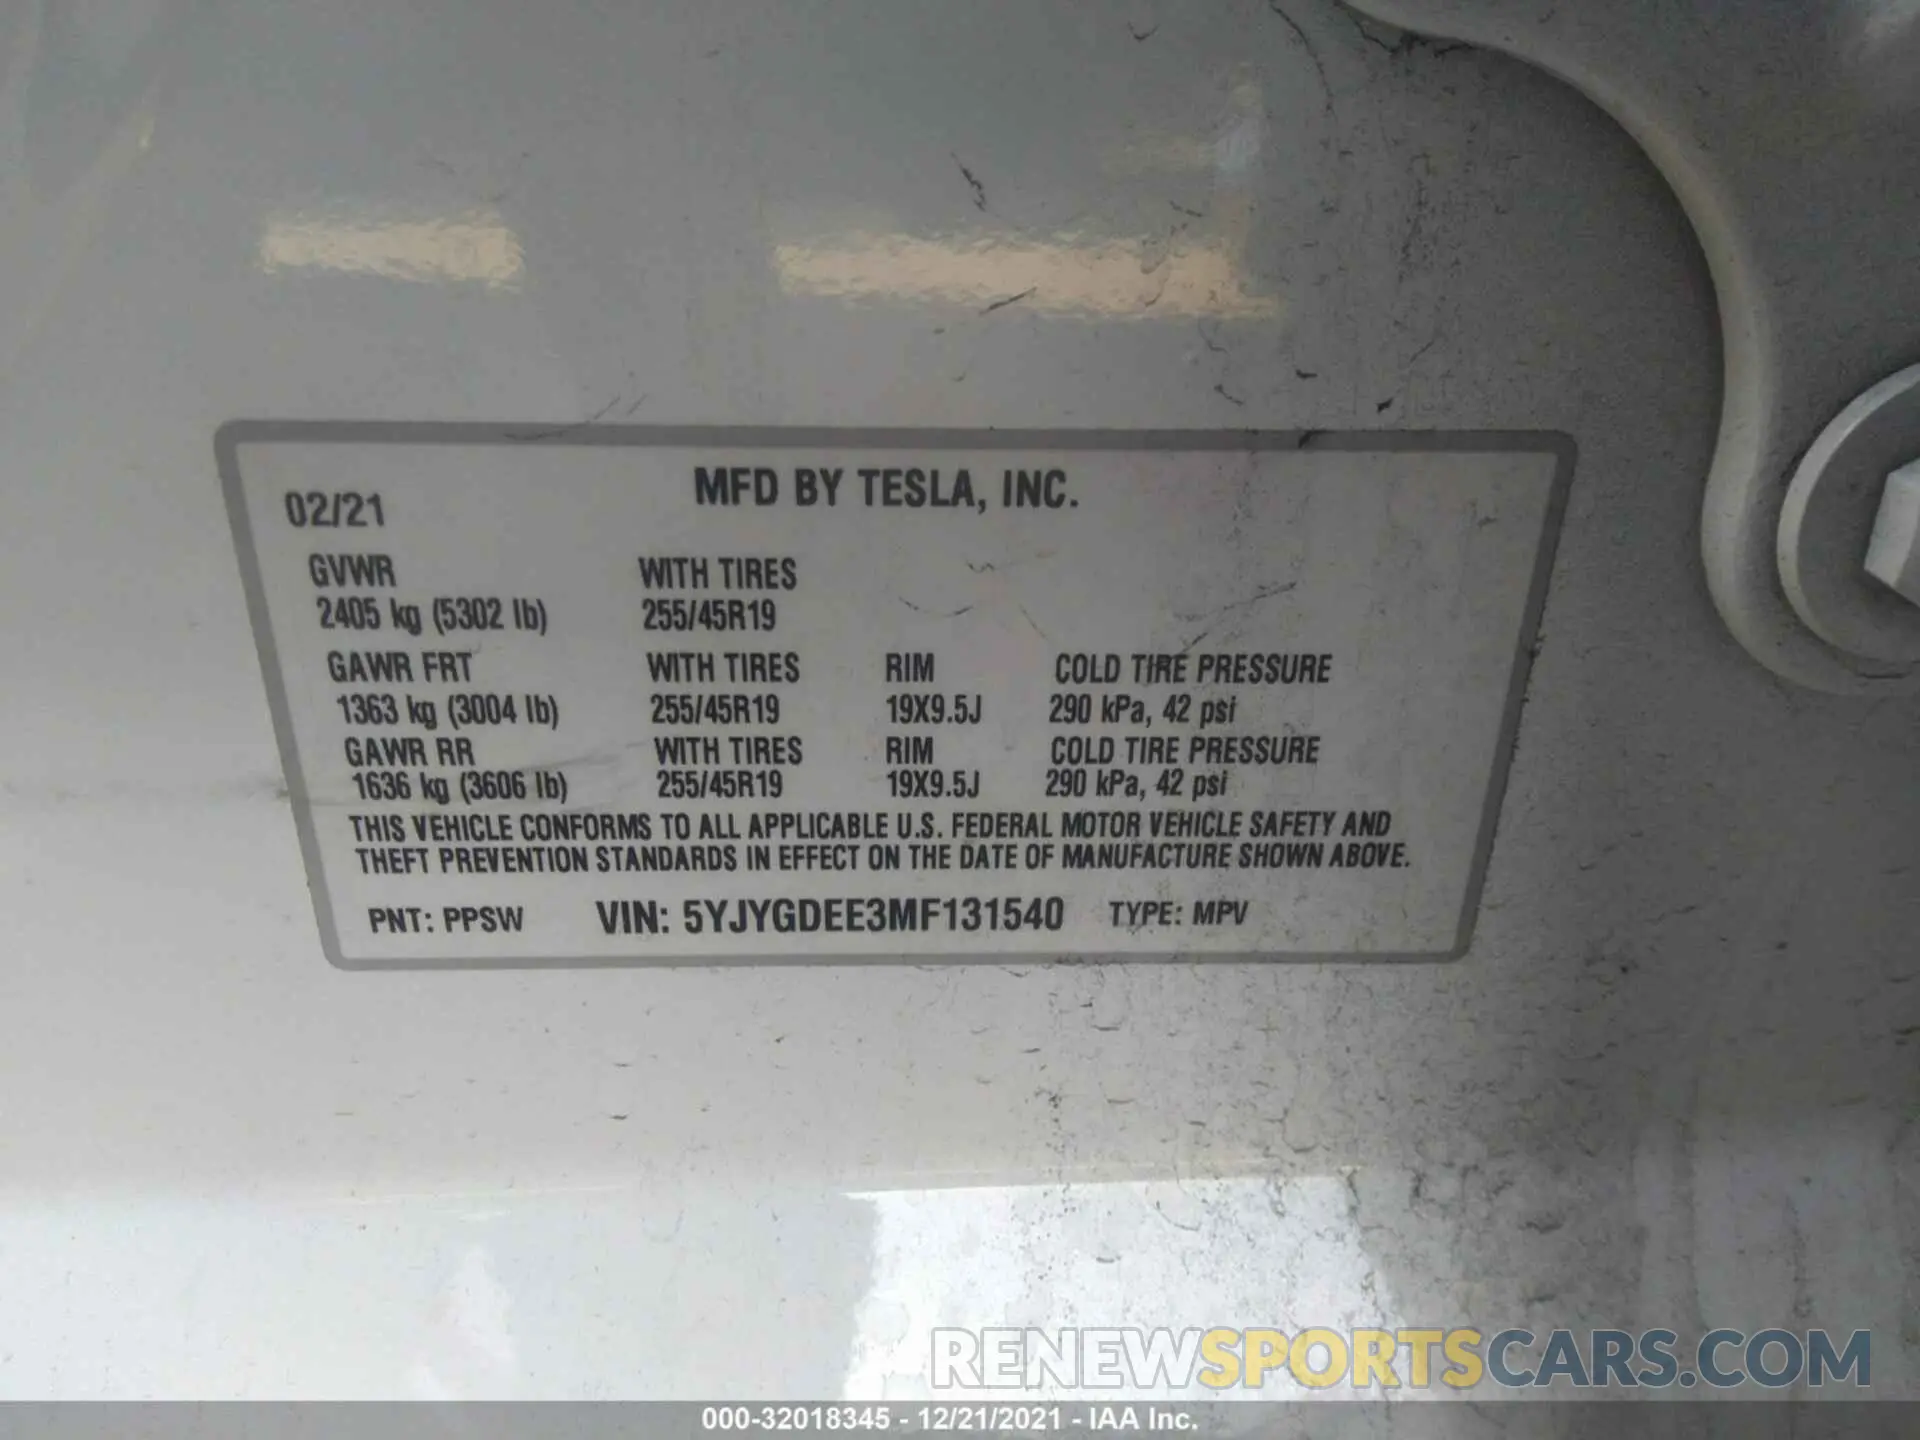 02/21 MFD BY TESLA, INC.
GVWR WITH TIRES
2405 kg (5302 lb) 255/45R19
GAWR FRT WITH TIRES RIM COLD TIRE PRESSURE
1363 kg (3004 lb) 255/45R19 19X9.5J 290 kPa, 42 psi
GAWR RR WITH TIRES RIM COLD TIRE PRESSURE
1636 kg (3606 lb) 255/45R19 19X9.5J 290 kPa, 42 psi
THIS VEHICLE CONFORMS TO ALL APPLICABLE U.S. FEDERAL MOTOR VEHICLE SAFETY AND
THEFT PREVENTION STANDARDS IN EFFECT ON THE DATE OF MANUFACTURE SHOWN ABOVE.
PNT: PPSW VIN: 5YJYGDEE3MF131540 TYPE: MPV
RENEWSPORTSCARS.COM
000-32018345 - 12/21/2021 - IAA Inc.